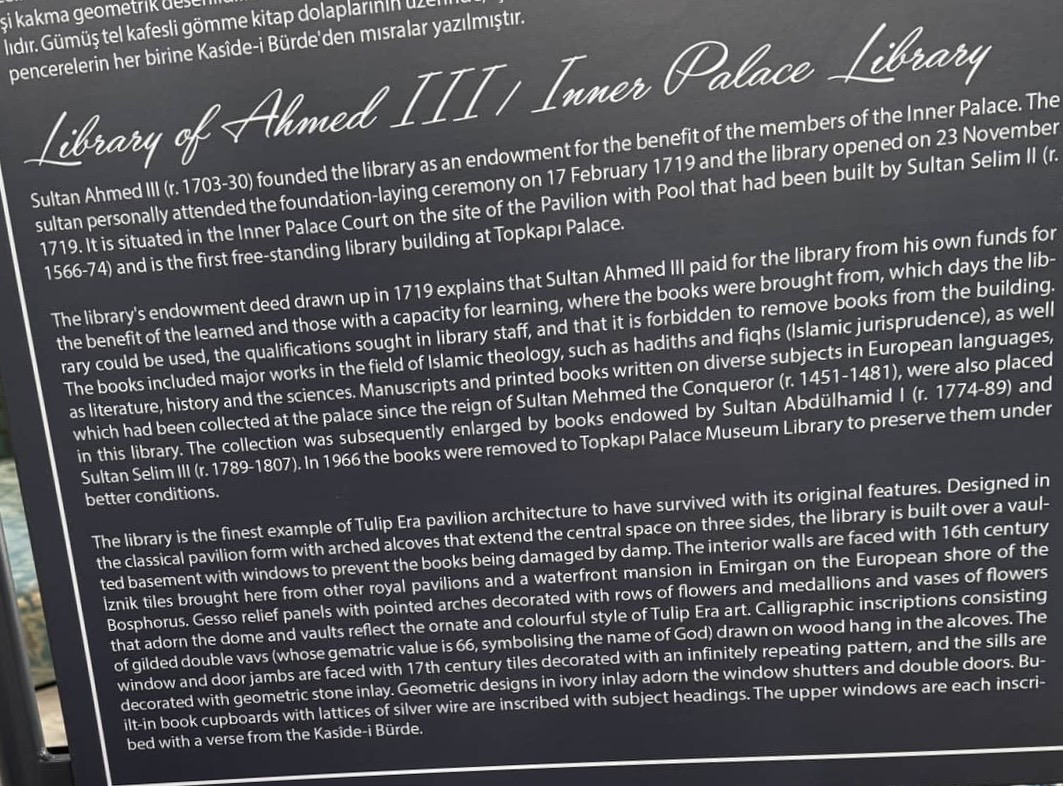 şi kakma geometrik
lıdır. Gümüş tel kafesli gömme kitap dolaplarının
pencerelerin her birine Kasîde-i Bürde'den mısralar yazılmıştır.
Library of Ahmed III / Inner Palace Library
Sultan Ahmed III (r. 1703-30) founded the library as an endowment for the benefit of the members of the Inner Palace. The
sultan personally attended the foundation-laying ceremony on 17 February 1719 and the library opened on 23 November
1719. It is situated in the Inner Palace Court on the site of the Pavilion with Pool that had been built by Sultan Selim II (r.
1566-74) and is the first free-standing library building at Topkapı Palace.
The library's endowment deed drawn up in 1719 explains that Sultan Ahmed III paid for the library from his own funds for
the benefit of the learned and those with a capacity for learning, where the books were brought from, which days the lib-
rary could be used, the qualifications sought in library staff, and that it is forbidden to remove books from the building.
The books included major works in the field of Islamic theology, such as hadiths and fiqhs (Islamic jurisprudence), as well
as literature, history and the sciences. Manuscripts and printed books written on diverse subjects in European languages,
which had been collected at the palace since the reign of Sultan Mehmed the Conqueror (r. 1451-1481), were also placed
in this library. The collection was subsequently enlarged by books endowed by Sultan Abdülhamid I (r. 1774-89) and
Sultan Selim III (r. 1789-1807). In 1966 the books were removed to Topkapı Palace Museum Library to preserve them under
better conditions.
The library is the finest example of Tulip Era pavilion architecture to have survived with its original features. Designed in
the classical pavilion form with arched alcoves that extend the central space on three sides, the library is built over a vaul-
ted basement with windows to prevent the books being damaged by damp. The interior walls are faced with 16th century
İznik tiles brought here from other royal pavilions and a waterfront mansion in Emirgan on the European shore of the
Bosphorus. Gesso relief panels with pointed arches decorated with rows of flowers and medallions and vases of flowers
that adorn the dome and vaults reflect the ornate and colourful style of Tulip Era art. Calligraphic inscriptions consisting
of gilded double vavs (whose gematric value is 66, symbolising the name of God) drawn on wood hang in the alcoves. The
window and door jambs are faced with 17th century tiles decorated with an infinitely repeating pattern, and the sills are
decorated with geometric stone inlay. Geometric designs in ivory inlay adorn the window shutters and double doors. Bu-
ilt-in book cupboards with lattices of silver wire are inscribed with subject headings. The upper windows are each inscri-
bed with a verse from the Kasîde-i Bürde.